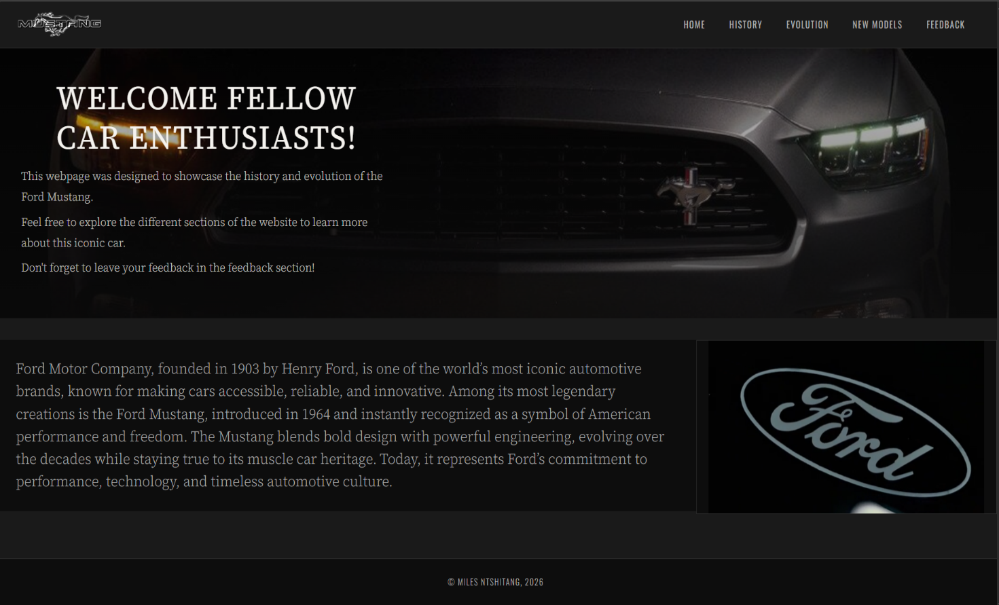 MUSTANG
HOME HISTORY EVOLUTION NEW MODELS FEEDBACK
WELCOME FELLOW
CAR ENTHUSIASTS!
This webpage was designed to showcase the history and evolution of the
Ford Mustang.
Feel free to explore the different sections of the website to learn more
about this iconic car.
Don't forget to leave your feedback in the feedback section!
Ford Motor Company, founded in 1903 by Henry Ford, is one of the world’s most iconic automotive
brands, known for making cars accessible, reliable, and innovative. Among its most legendary
creations is the Ford Mustang, introduced in 1964 and instantly recognized as a symbol of American
performance and freedom. The Mustang blends bold design with powerful engineering, evolving over
the decades while staying true to its muscle car heritage. Today, it represents Ford’s commitment to
performance, technology, and timeless automotive culture.
Ford
© MILES NTSHITANG, 2026